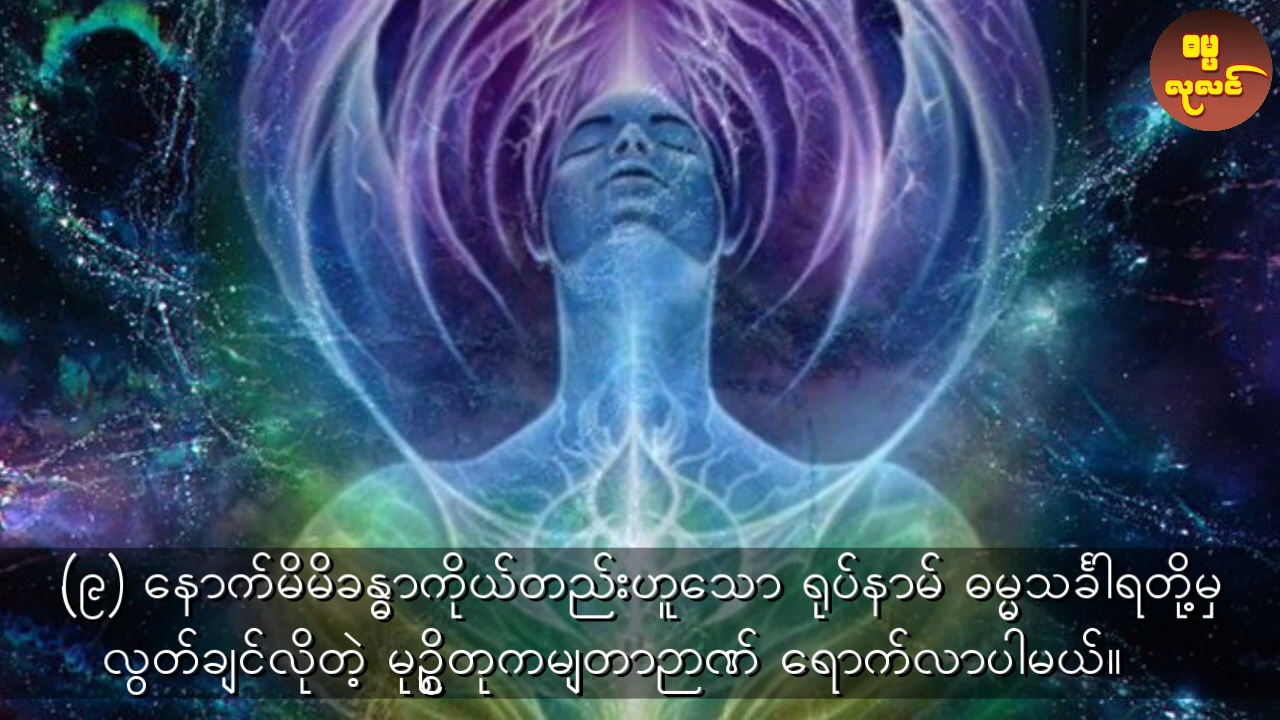 ဓမ္မ
လုလင်
(၉) နောက်မိမိခန္ဓာကိုယ်တည်းဟူသော ရုပ်နာမ် ဓမ္မသင်္ခါရတို့မှ
လွတ်ချင်လိုတဲ့ မုဉ္စိတုကမျတာဉာဏ် ရောက်လာပါမယ်။